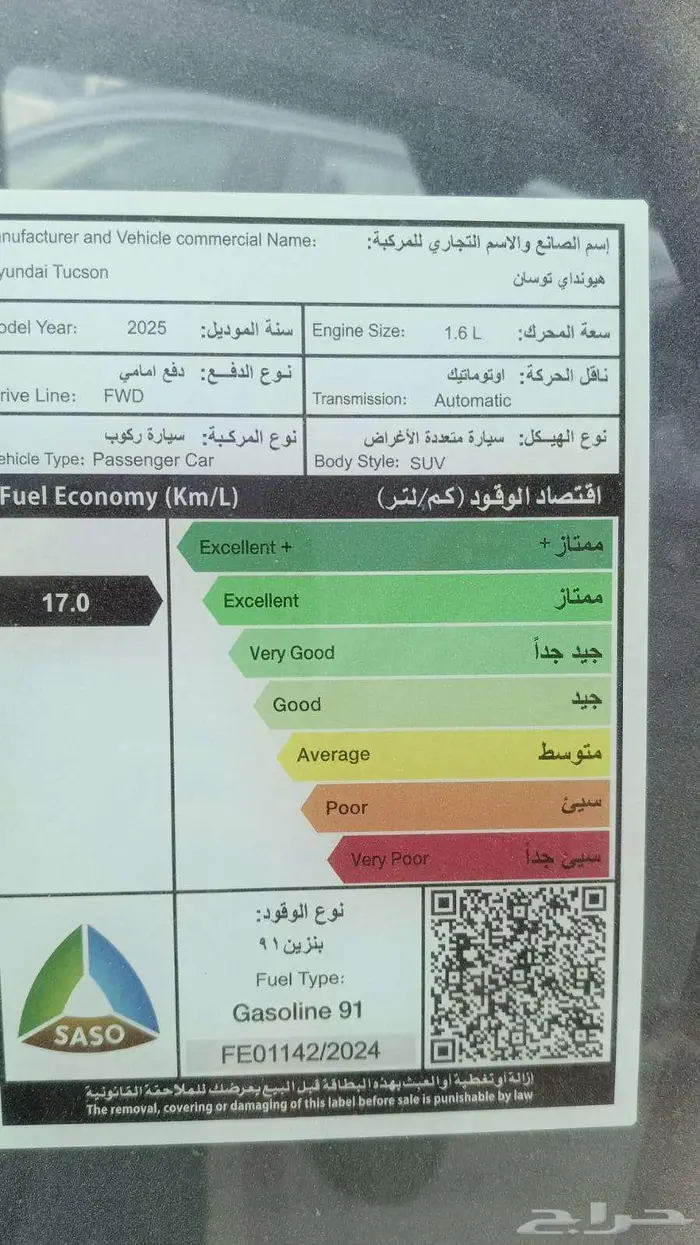 anufacturer and Vehicle commercial Name:
إسم الصانع والاسم التجاري للمركبة:
yundai Tucson
هيونداي توسان
odel Year: 2025 سنة الموديل:
Engine Size: 1.6 L سعة المحرك:
نوع الدفع: دفع امامي
rive Line: FWD
ناقل الحركة: اوتوماتيك
Transmission: Automatic
نوع المركبة: سيارة ركوب
ehicle Type: Passenger Car
نوع الهيكل: سيارة متعددة الأغراض
Body Style: SUV
Fuel Economy (Km/L) اقتصاد الوقود (كم/لتر)
Excellent + ممتاز +
17.0
Excellent ممتاز
Very Good جيد جداً
Good جيد
Average متوسط
Poor سيئ
Very Poor سيئ جداً
SASO
نوع الوقود:
بنزين ٩١
Fuel Type:
Gasoline 91
FE01142/2024
إزالة أو تغطية أو العبث بهذه البطاقة قبل البيع يعرضك للملاحقة القانونية
The removal, covering or damaging of this label before sale is punishable by law
حراج